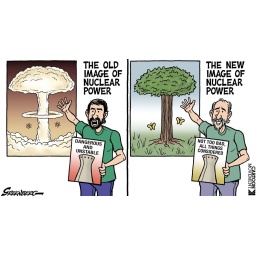 THE OLD
IMAGE OF
NUCLEAR
POWER
DANGEROUS
AND
UNSTABLE
THE NEW
IMAGE OF
NUCLEAR
POWER
NOT TOO BAD,
ALL THINGS
CONSIDERED